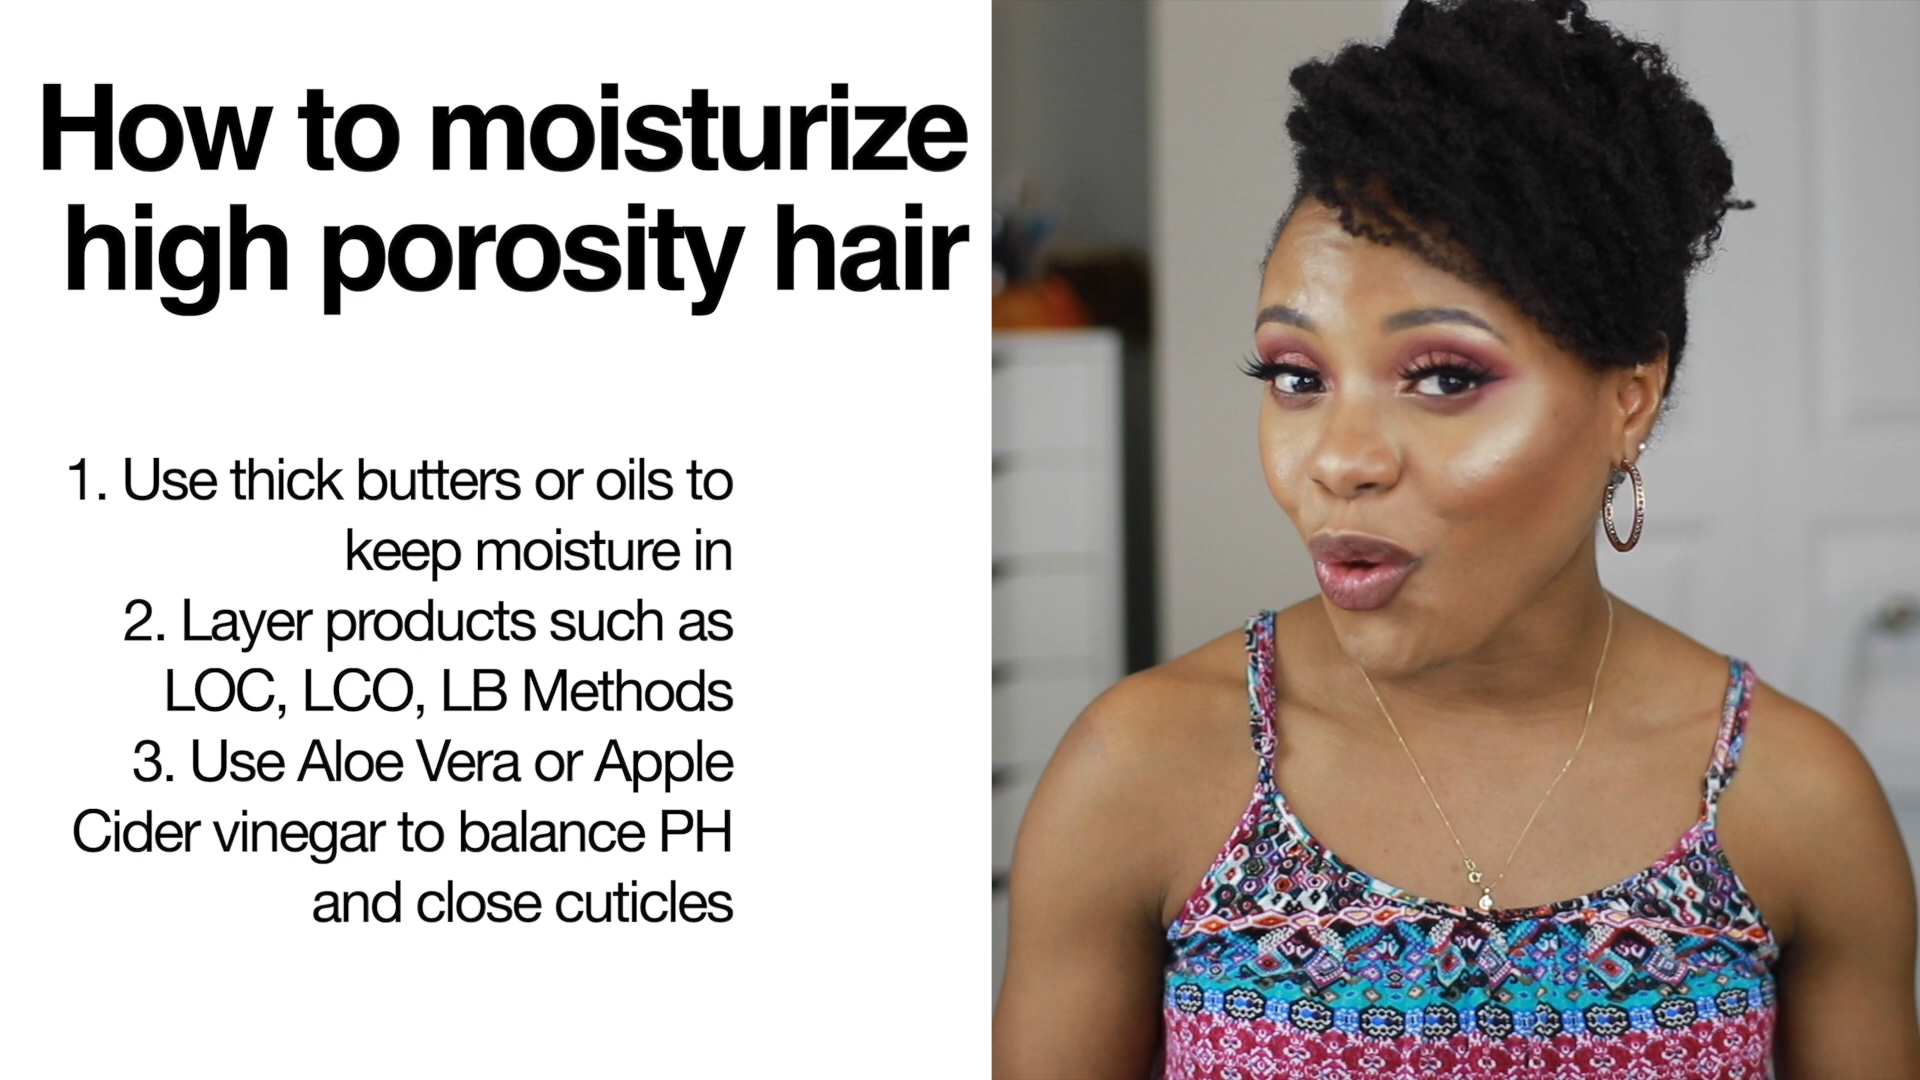 How to moisturize
high porosity hair
1. Use thick butters or oils to
keep moisture in
2. Layer products such as
LOC, LCO, LB Methods
3. Use Aloe Vera or Apple
Cider vinegar to balance PH
and close cuticles